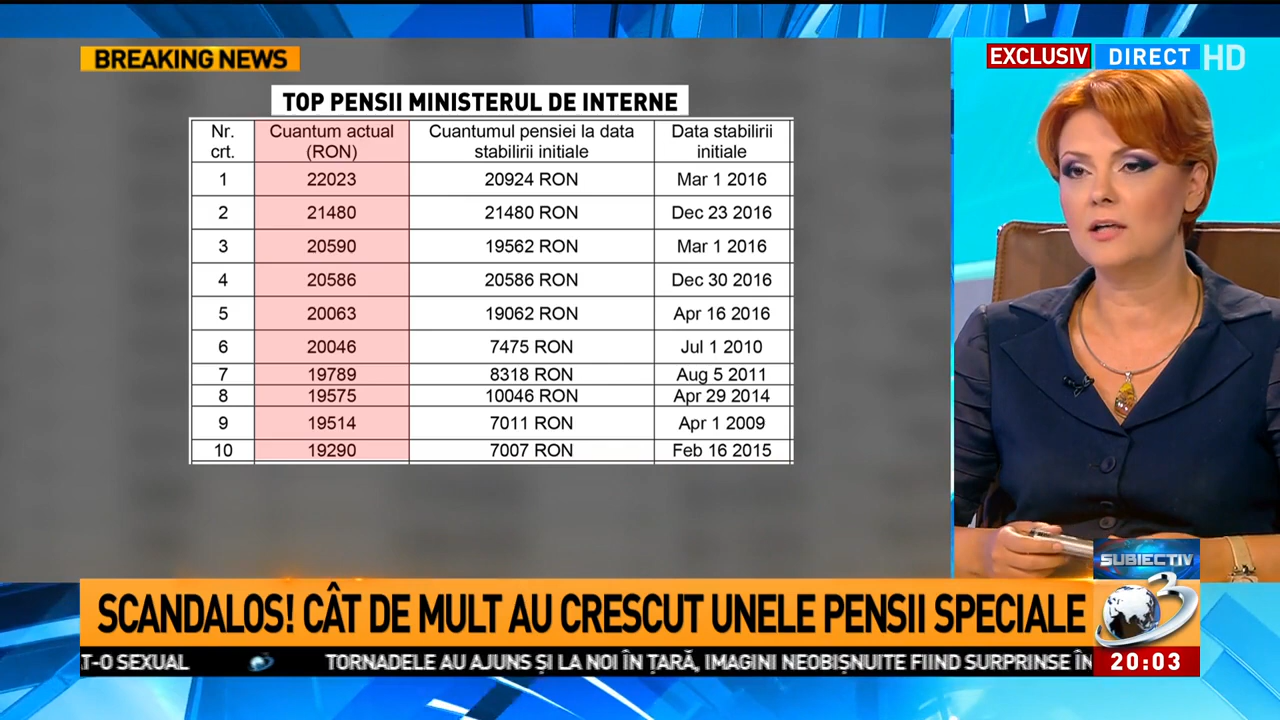 BREAKING NEWS
EXCLUSIV DIRECT HD
TOP PENSII MINISTERUL DE INTERNE
Nr. crt. Cuantum actual (RON) Cuantumul pensiei la data stabilirii initiale Data stabilirii initiale
1 22023 20924 RON Mar 1 2016
2 21480 21480 RON Dec 23 2016
3 20590 19562 RON Mar 1 2016
4 20586 20586 RON Dec 30 2016
5 20063 19062 RON Apr 16 2016
6 20046 7475 RON Jul 1 2010
7 19789 8318 RON Aug 5 2011
8 19575 10046 RON Apr 29 2014
9 19514 7011 RON Apr 1 2009
10 19290 7007 RON Feb 16 2015
SUBIECTIV
SCANDALOS! CÂT DE MULT AU CRESCUT UNELE PENSII SPECIALE
3
T-O SEXUAL TORNADELE AU AJUNS ȘI LA NOI ÎN ȚARĂ, IMAGINI NEOBIȘNUITE FIIND SURPRINSE ÎN
20:03